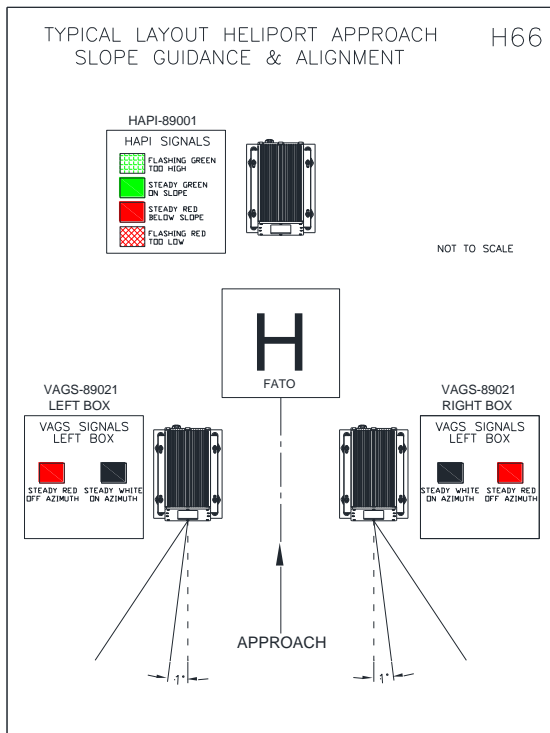 TYPICAL LAYOUT HELIPORT APPROACH
SLOPE GUIDANCE & ALIGNMENT
H66
HAPI-89001
HAPI SIGNALS
FLASHING GREEN
TOO HIGH
STEADY GREEN
ON SLOPE
STEADY RED
BELOW SLOPE
FLASHING RED
TOO LOW
NOT TO SCALE
H
FATO
VAGS-89021
LEFT BOX
VAGS SIGNALS
LEFT BOX
STEADY RED
OFF AZIMUTH
STEADY WHITE
ON AZIMUTH
VAGS-89021
RIGHT BOX
VAGS SIGNALS
LEFT BOX
STEADY WHITE
ON AZIMUTH
STEADY RED
OFF AZIMUTH
APPROACH
1°
1°